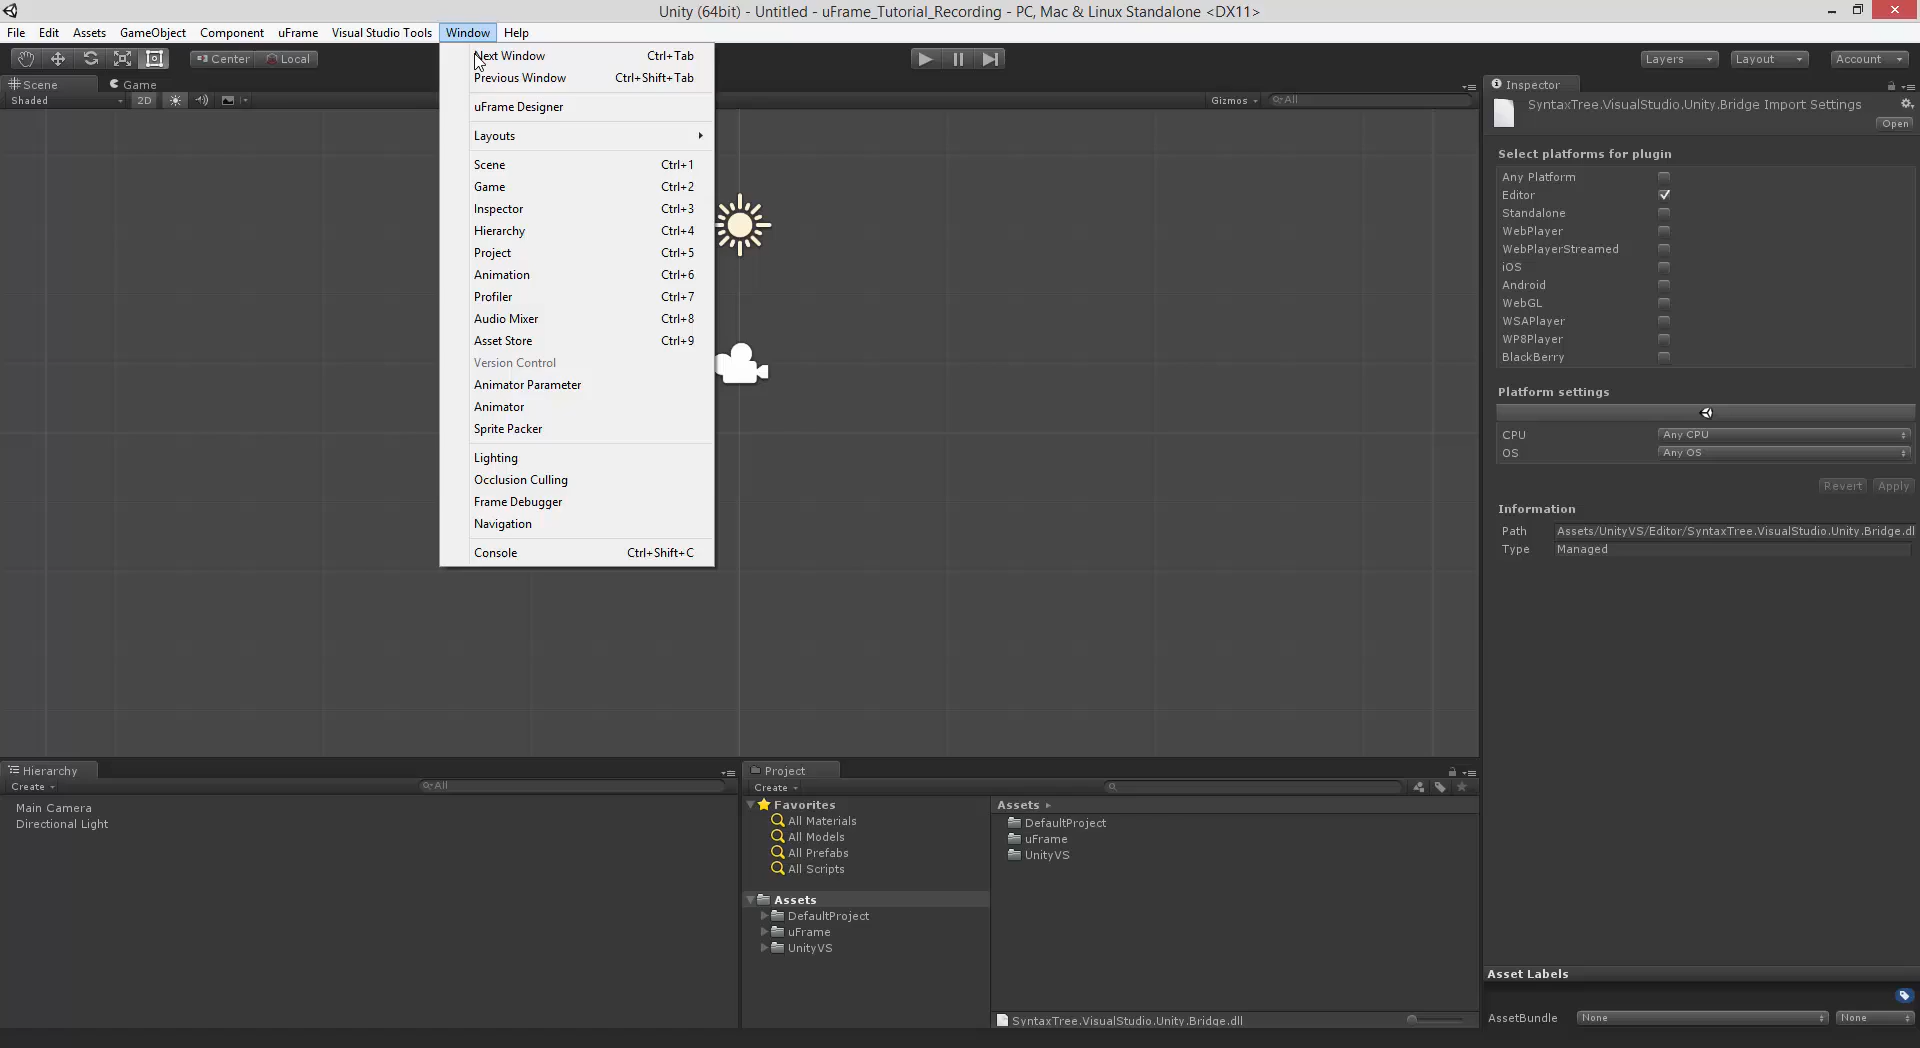 Unity (64bit) - Untitled - uFrame_Tutorial_Recording - PC, Mac & Linux Standalone <DX11>
File Edit Assets GameObject Component uFrame Visual Studio Tools Window Help
Center Local
Layers Layout Account
Scene Game
Shaded 2D
Gizmos All
Next Window Ctrl+Tab
Previous Window Ctrl+Shift+Tab
uFrame Designer
Layouts
Scene Ctrl+1
Game Ctrl+2
Inspector Ctrl+3
Hierarchy Ctrl+4
Project Ctrl+5
Animation Ctrl+6
Profiler Ctrl+7
Audio Mixer Ctrl+8
Asset Store Ctrl+9
Version Control
Animator Parameter
Animator
Sprite Packer
Lighting
Occlusion Culling
Frame Debugger
Navigation
Console Ctrl+Shift+C
Inspector
SyntaxTree.VisualStudio.Unity.Bridge Import Settings
Open
Select platforms for plugin
Any Platform
Editor
Standalone
WebPlayer
WebPlayerStreamed
iOS
Android
WebGL
WSAPlayer
WP8Player
BlackBerry
Platform settings
CPU Any CPU
OS Any OS
Revert Apply
Information
Path Assets/UnityVS/Editor/SyntaxTree.VisualStudio.Unity.Bridge.dl
Type Managed
Asset Labels
AssetBundle None None
Hierarchy
Create All
Main Camera
Directional Light
Project
Create
Favorites
All Materials
All Models
All Prefabs
All Scripts
Assets
DefaultProject
uFrame
UnityVS
Assets
DefaultProject
uFrame
UnityVS
SyntaxTree.VisualStudio.Unity.Bridge.dll